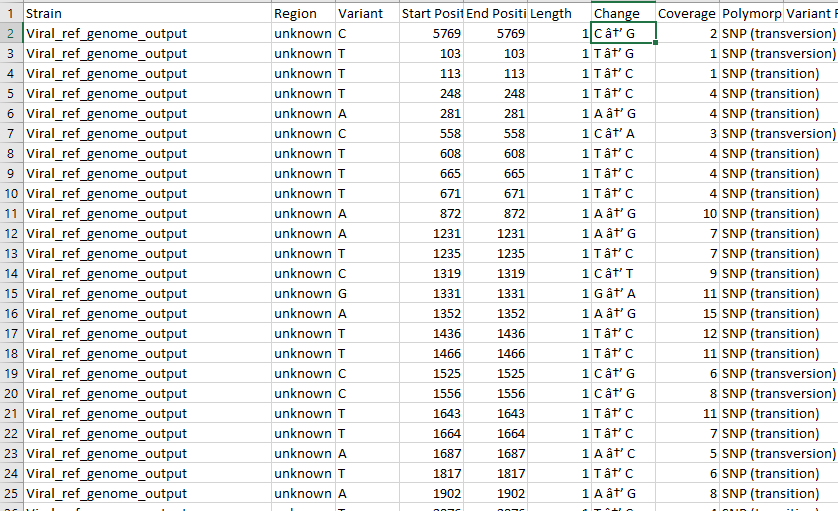 1 Strain Region Variant Start Posit End Positi Length Change Coverage Polymorp Variant F
2 Viral_ref_genome_output unknown C 5769 5769 1 C â†’ G 2 SNP (transversion)
3 Viral_ref_genome_output unknown T 103 103 1 T â†’ G 1 SNP (transversion)
4 Viral_ref_genome_output unknown T 113 113 1 T â†’ C 1 SNP (transition)
5 Viral_ref_genome_output unknown T 248 248 1 T â†’ C 4 SNP (transition)
6 Viral_ref_genome_output unknown A 281 281 1 A â†’ G 4 SNP (transition)
7 Viral_ref_genome_output unknown C 558 558 1 C â†’ A 3 SNP (transversion)
8 Viral_ref_genome_output unknown T 608 608 1 T â†’ C 4 SNP (transition)
9 Viral_ref_genome_output unknown T 665 665 1 T â†’ C 4 SNP (transition)
10 Viral_ref_genome_output unknown T 671 671 1 T â†’ C 4 SNP (transition)
11 Viral_ref_genome_output unknown A 872 872 1 A â†’ G 10 SNP (transition)
12 Viral_ref_genome_output unknown A 1231 1231 1 A â†’ G 7 SNP (transition)
13 Viral_ref_genome_output unknown T 1235 1235 1 T â†’ C 7 SNP (transition)
14 Viral_ref_genome_output unknown C 1319 1319 1 C â†’ T 9 SNP (transition)
15 Viral_ref_genome_output unknown G 1331 1331 1 G â†’ A 11 SNP (transition)
16 Viral_ref_genome_output unknown A 1352 1352 1 A â†’ G 15 SNP (transition)
17 Viral_ref_genome_output unknown T 1436 1436 1 T â†’ C 12 SNP (transition)
18 Viral_ref_genome_output unknown T 1466 1466 1 T â†’ C 11 SNP (transition)
19 Viral_ref_genome_output unknown C 1525 1525 1 C â†’ G 6 SNP (transversion)
20 Viral_ref_genome_output unknown C 1556 1556 1 C â†’ G 8 SNP (transversion)
21 Viral_ref_genome_output unknown T 1643 1643 1 T â†’ C 11 SNP (transition)
22 Viral_ref_genome_output unknown T 1664 1664 1 T â†’ C 7 SNP (transition)
23 Viral_ref_genome_output unknown A 1687 1687 1 A â†’ C 5 SNP (transversion)
24 Viral_ref_genome_output unknown T 1817 1817 1 T â†’ C 6 SNP (transition)
25 Viral_ref_genome_output unknown A 1902 1902 1 A â†’ G 8 SNP (transition)